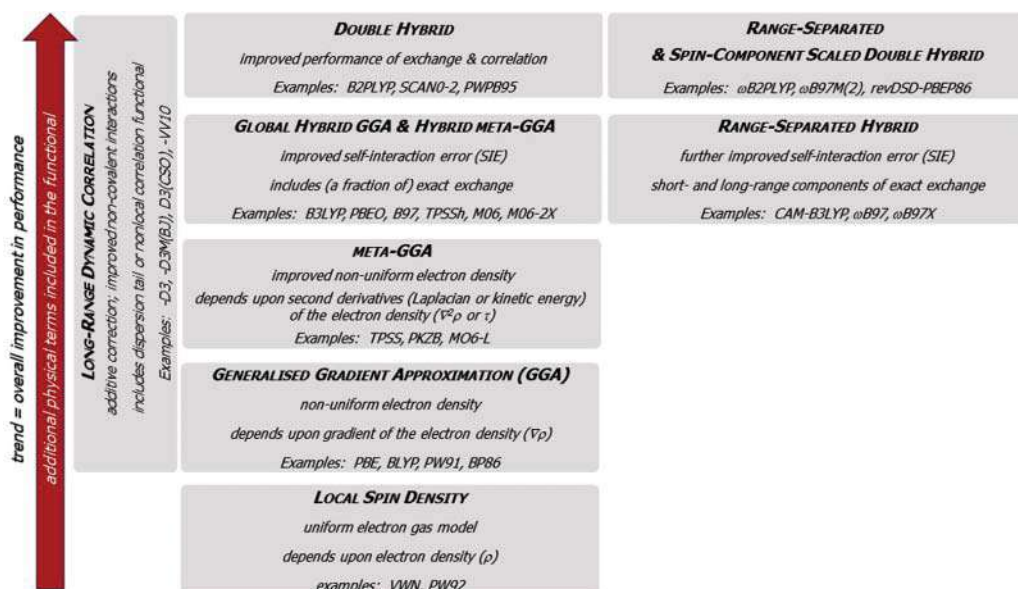 trend = overall improvement in performance
additional physical terms included in the functional
LONG-RANGE DYNAMIC CORRELATION
additive correction; improved non-covalent interactions
includes dispersion tail or nonlocal correlation functional
Examples: -D3, -D3M(BJ), D3(CSO), -VV10
DOUBLE HYBRID
improved performance of exchange & correlation
Examples: B2PLYP, SCAN0-2, PWPB95
RANGE-SEPARATED
& SPIN-COMPONENT SCALED DOUBLE HYBRID
Examples: ωB2PLYP, ωB97M(2), revDSD-PBEP86
GLOBAL HYBRID GGA & HYBRID META-GGA
improved self-interaction error (SIE)
includes (a fraction of) exact exchange
Examples: B3LYP, PBEO, B97, TPSSh, M06, M06-2X
RANGE-SEPARATED HYBRID
further improved self-interaction error (SIE)
short- and long-range components of exact exchange
Examples: CAM-B3LYP, ωB97, ωB97X
META-GGA
improved non-uniform electron density
depends upon second derivatives (Laplacian or kinetic energy)
of the electron density (∇²ρ or τ)
Examples: TPSS, PKZB, MO6-L
GENERALISED GRADIENT APPROXIMATION (GGA)
non-uniform electron density
depends upon gradient of the electron density (∇ρ)
Examples: PBE, BLYP, PW91, BP86
LOCAL SPIN DENSITY
uniform electron gas model
depends upon electron density (ρ)
examples: VWN, PW92